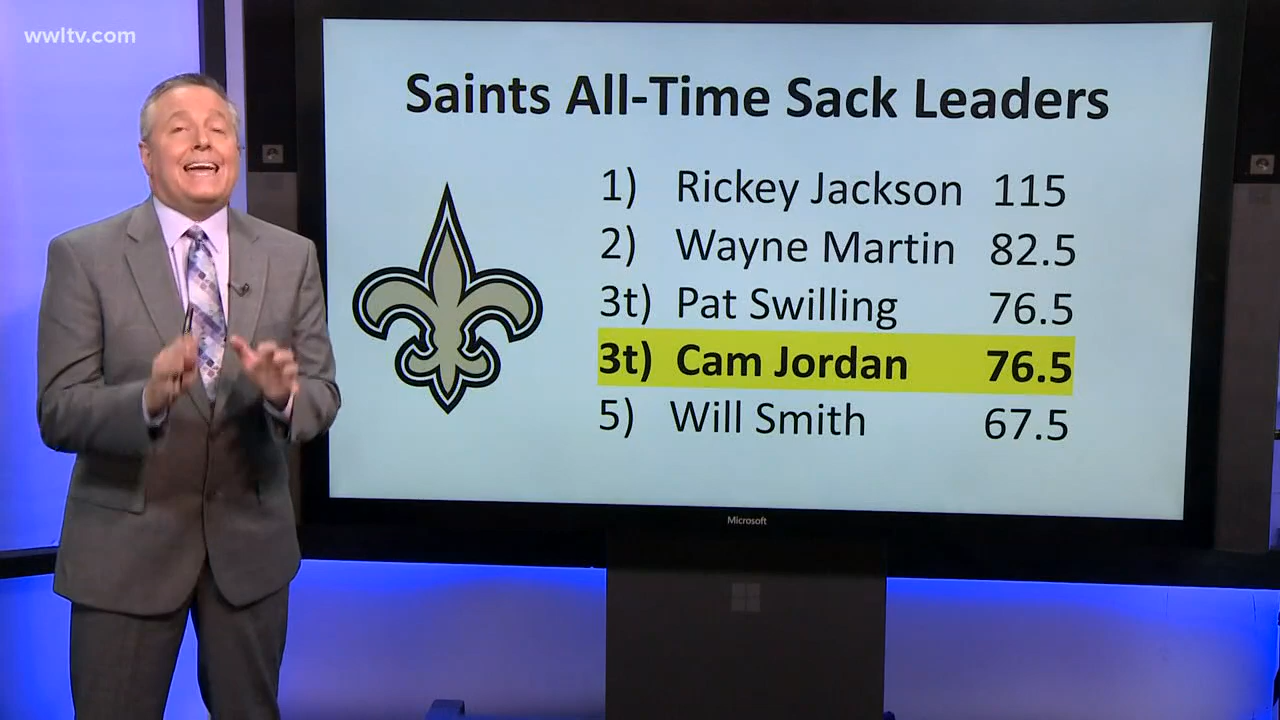 wwltv.com
Saints All-Time Sack Leaders
1) Rickey Jackson 115
2) Wayne Martin 82.5
3t) Pat Swilling 76.5
3t) Cam Jordan 76.5
5) Will Smith 67.5
Microsoft